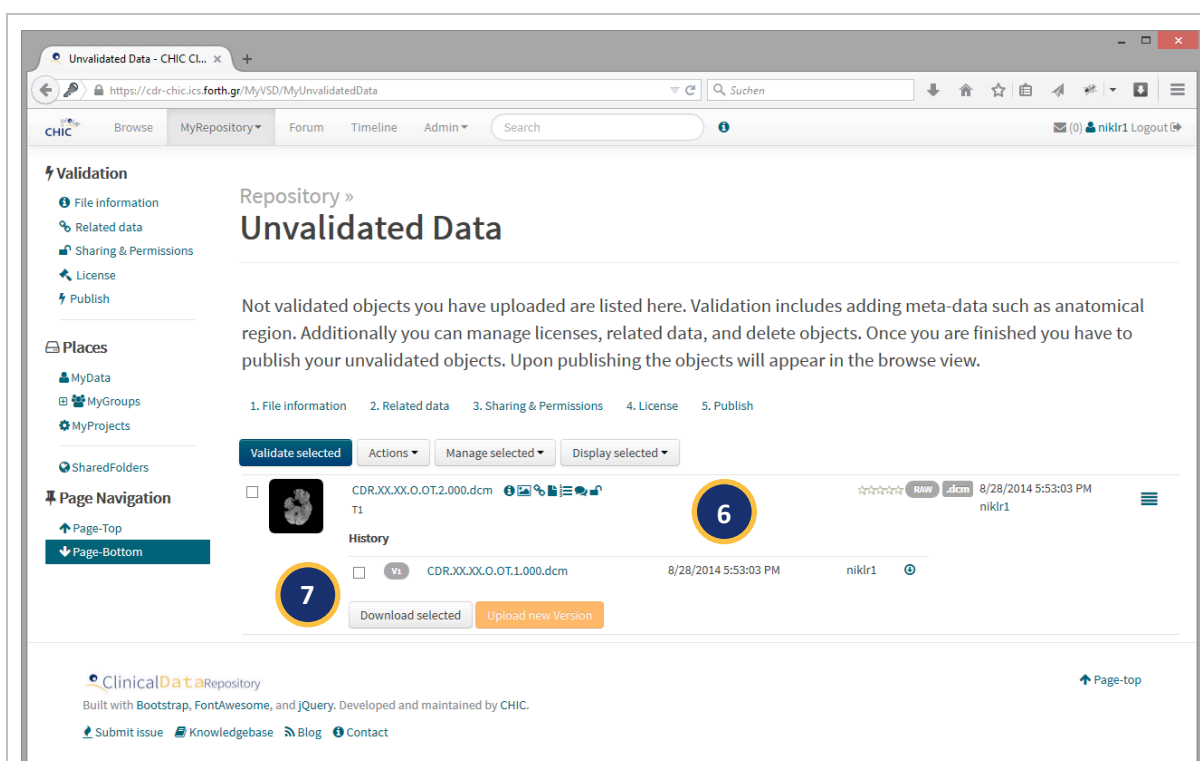 Unvalidated Data - CHIC Cl...
https://cdr-chic.ics.forth.gr/MyVSD/MyUnvalidatedData
Suchen
CHIC Browse MyRepository Forum Timeline Admin Search (0) niklr1 Logout
Validation
File information
Related data
Sharing & Permissions
License
Publish
Places
MyData
MyGroups
MyProjects
SharedFolders
Page Navigation
Page-Top
Page-Bottom
Repository »
Unvalidated Data
Not validated objects you have uploaded are listed here. Validation includes adding meta-data such as anatomical
region. Additionally you can manage licenses, related data, and delete objects. Once you are finished you have to
publish your unvalidated objects. Upon publishing the objects will appear in the browse view.
1. File information 2. Related data 3. Sharing & Permissions 4. License 5. Publish
Validate selected Actions Manage selected Display selected
CDR.XX.XX.O.OT.2.000.dcm RAW .dcm 8/28/2014 5:53:03 PM
T1 niklr1
6
History
V1 CDR.XX.XX.O.OT.1.000.dcm 8/28/2014 5:53:03 PM niklr1
7
Download selected Upload new Version
ClinicalDataRepository
Page-top
Built with Bootstrap, FontAwesome, and jQuery. Developed and maintained by CHIC.
Submit issue Knowledgebase Blog Contact